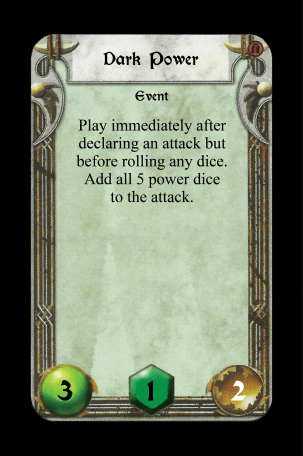 Dark Power
Event
Play immediately after
declaring an attack but
before rolling any dice.
Add all 5 power dice
to the attack.
3 1 2